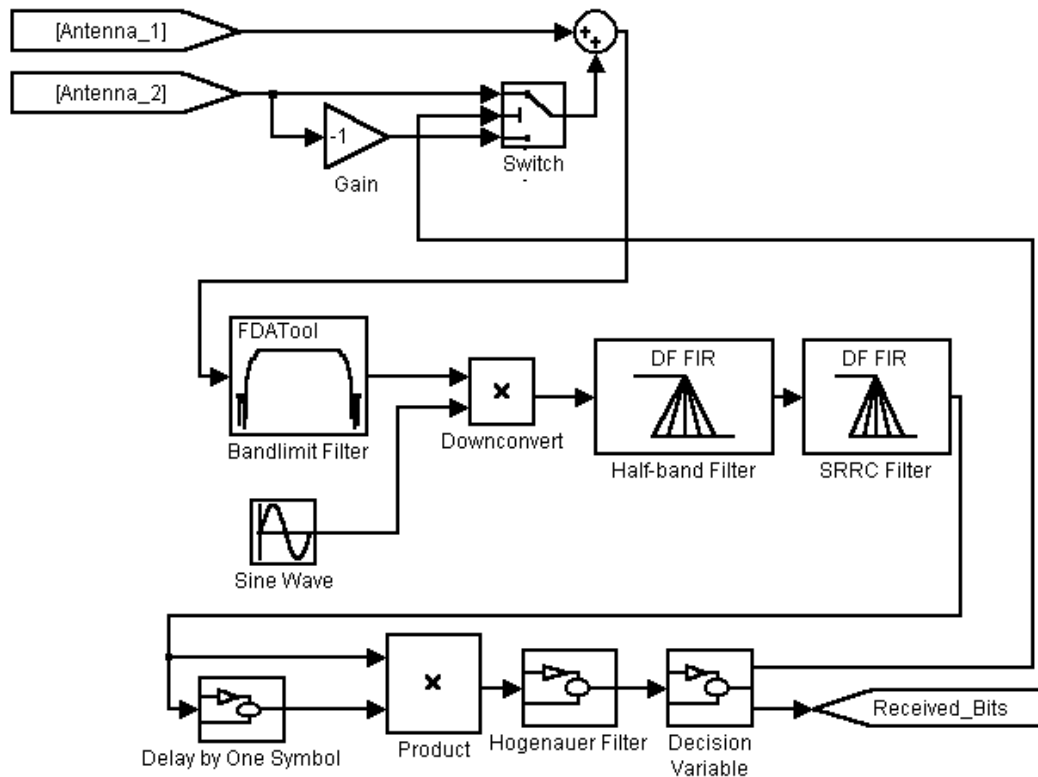 [Antenna_1]
[Antenna_2]
-1
Gain
Switch
FDATool
Bandlimit Filter
×
Downconvert
DF FIR
Half-band Filter
DF FIR
SRRC Filter
Sine Wave
Delay by One Symbol
×
Product
Hogenauer Filter
Decision
Variable
Received_Bits